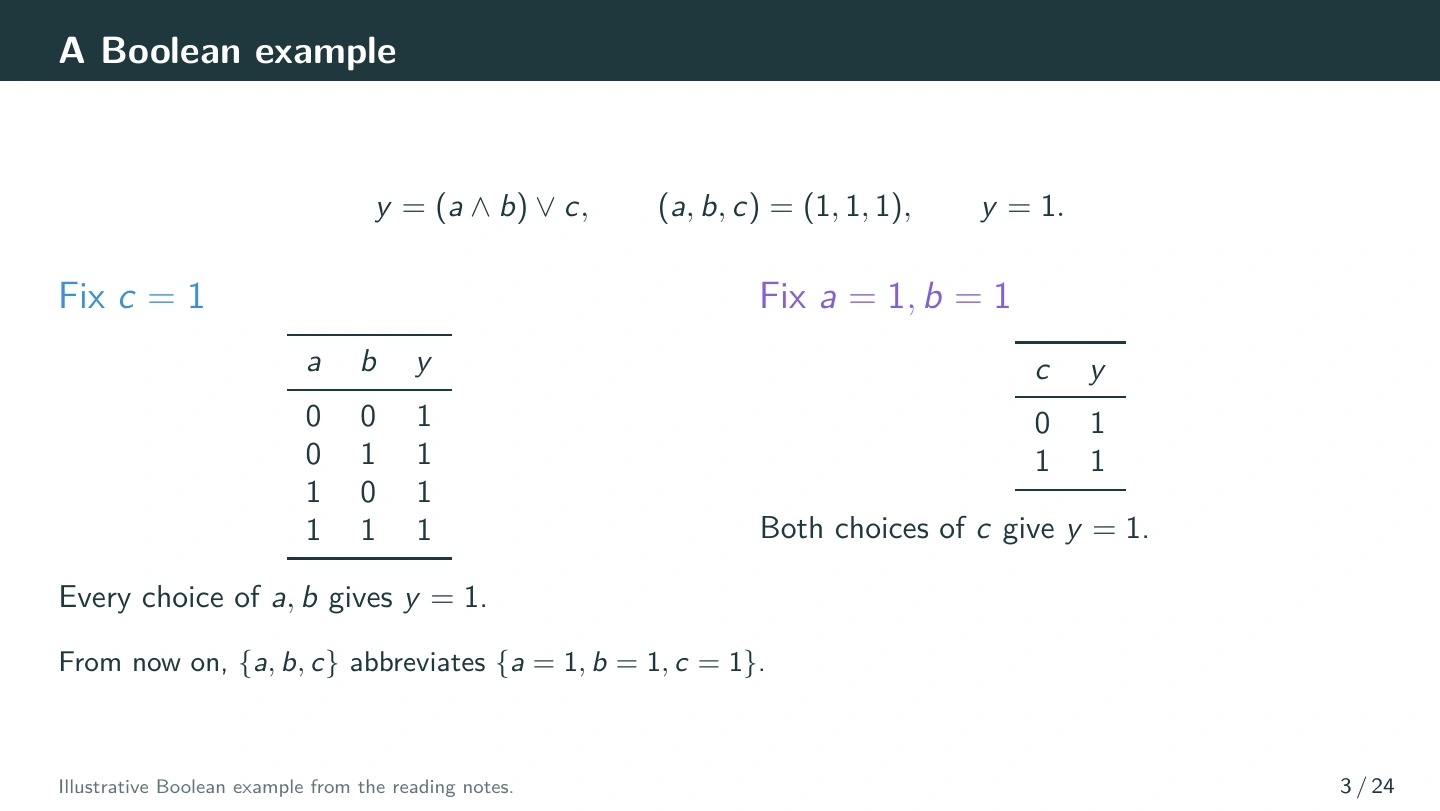 A Boolean example
y = (a ∧ b) ∨ c, (a, b, c) = (1, 1, 1), y = 1.
Fix c = 1
a b y
0 0 1
0 1 1
1 0 1
1 1 1
Every choice of a, b gives y = 1.
Fix a = 1, b = 1
c y
0 1
1 1
Both choices of c give y = 1.
From now on, {a, b, c} abbreviates {a = 1, b = 1, c = 1}.
Illustrative Boolean example from the reading notes.
3 / 24